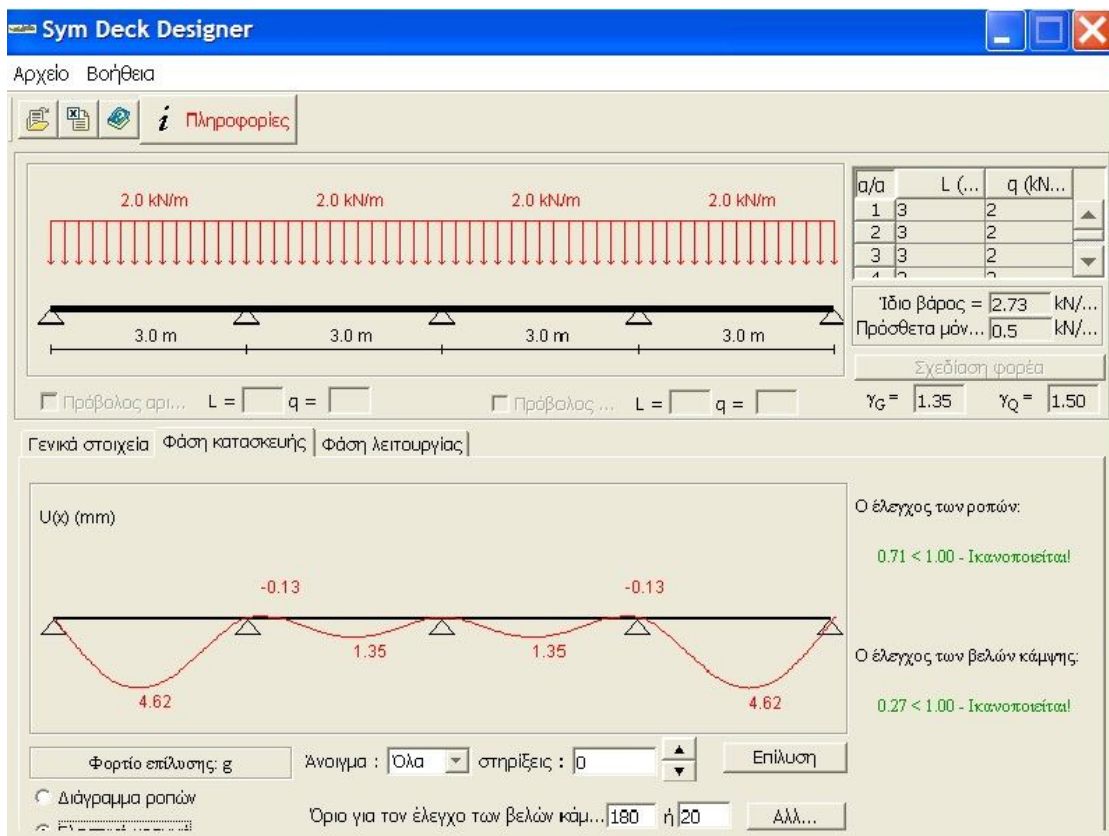 Sym Deck Designer
Αρχείο Βοήθεια
i Πληροφορίες
2.0 kN/m 2.0 kN/m 2.0 kN/m 2.0 kN/m
3.0 m 3.0 m 3.0 m 3.0 m
α/α L (... q (kN...
1 3 2
2 3 2
3 3 2
Ίδιο βάρος = 2.73 kN/...
Πρόσθετα μόν... 0.5 kN/...
Σχεδίαση φορέα
Πρόβολος αρι... L = q = Πρόβολος ... L = q =
γG = 1.35 γQ = 1.50
Γενικά στοιχεία Φάση κατασκευής Φάση λειτουργίας
U(x) (mm)
-0.13 -0.13
1.35 1.35
4.62 4.62
Ο έλεγχος των ροπών:
0.71 < 1.00 - Ικανοποιείται!
Ο έλεγχος των βελών κάμψης:
0.27 < 1.00 - Ικανοποιείται!
Φορτίο επίλυσης: g Άνοιγμα : Όλα στηρίξεις : 0 Επίλυση
Διάγραμμα ροπών
Όριο για τον έλεγχο των βελών κάμ... 180 ή 20 Αλλ...